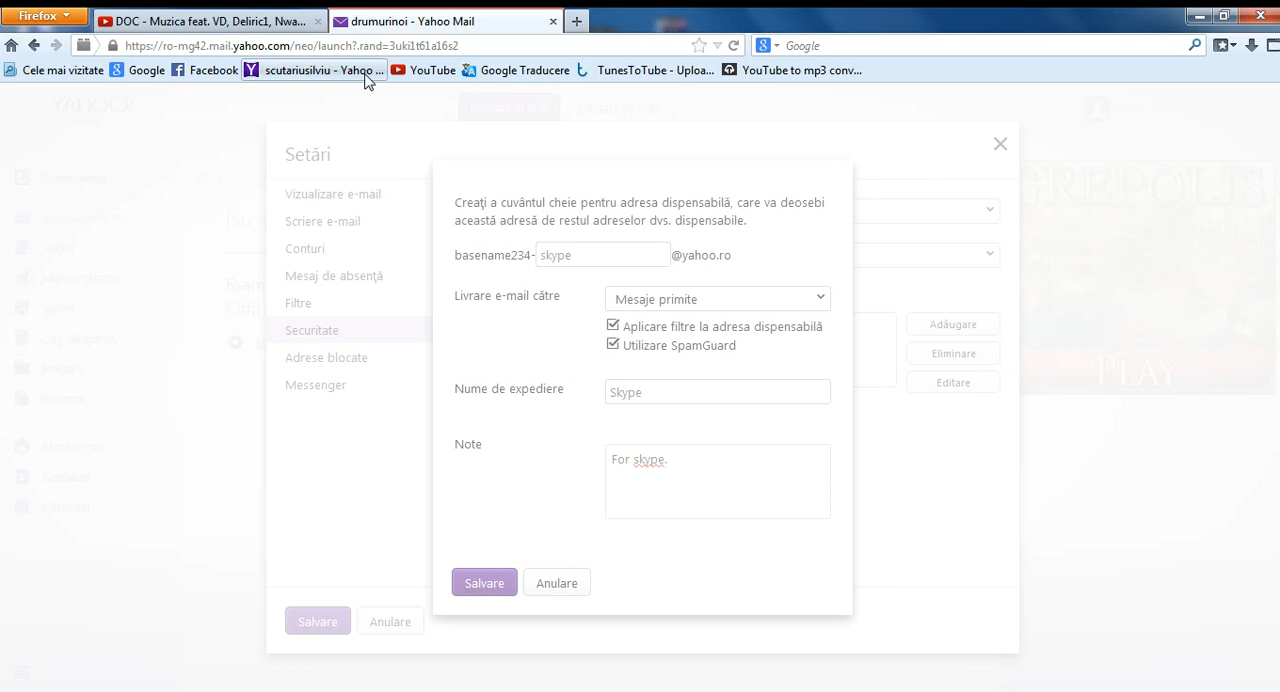 Firefox
DOC - Muzica feat. VD, Deliric1, Nwa...
drumurinoi - Yahoo Mail
https://ro-mg42.mail.yahoo.com/neo/launch?.rand=3uki1t61a16s2
Google
Cele mai vizitate
Google
Facebook
scutariusilviu - Yahoo ...
YouTube
Google Traducere
TunesToTube - Uploa...
YouTube to mp3 conv...
YAHOO!
Setări
Vizualizare e-mail
Scriere e-mail
Conturi
Mesaj de absență
Filtre
Securitate
Adrese blocate
Messenger
Creați a cuvântul cheie pentru adresa dispensabilă, care va deosebi
această adresă de restul adreselor dvs. dispensabile.
basename234- skype @yahoo.ro
Livrare e-mail către
Mesaje primite
Aplicare filtre la adresa dispensabilă
Utilizare SpamGuard
Nume de expediere
Skype
Note
For skype.
Salvare
Anulare
Adăugare
Eliminare
Editare
Salvare
Anulare
PLAY